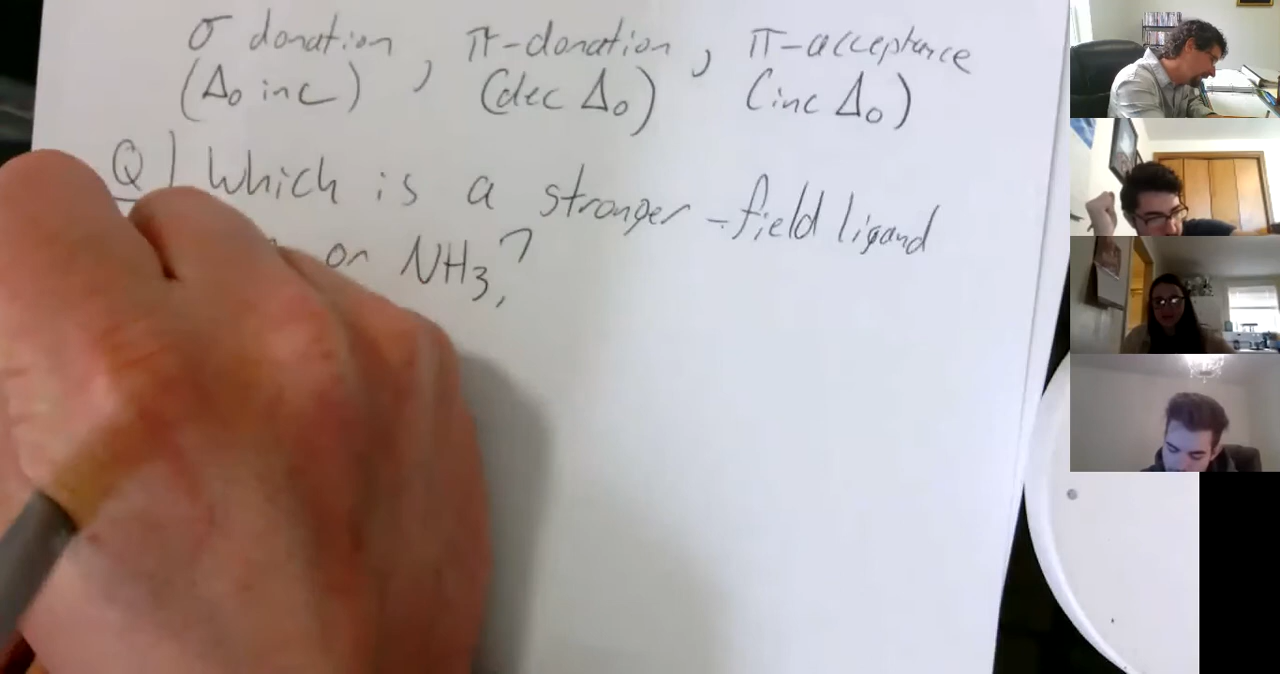 σ donation, π-donation, π-acceptance
(Δo inc) (dec Δo) (inc Δo)
Q| Which is a stronger-field ligand
or NH3?